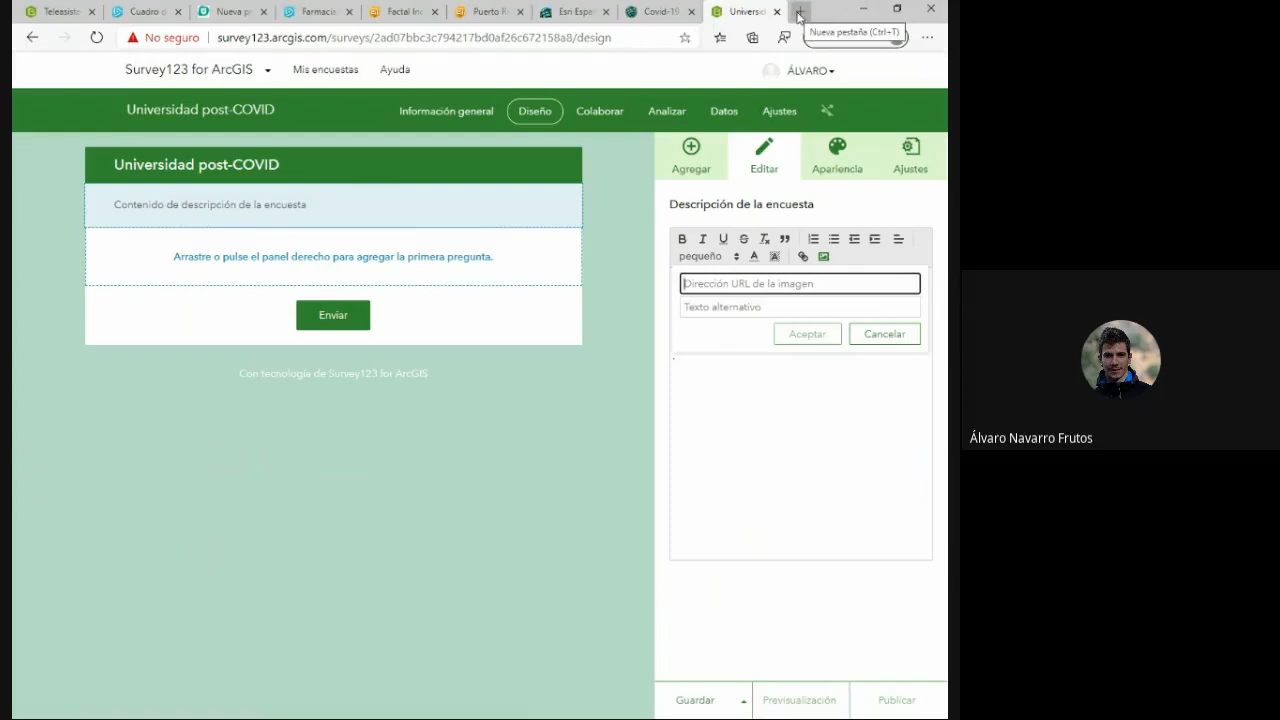 Teleasiste
Cuadro d
Nueva p
Farmacia
Factal In
Puerto R
Esri Espa
Covid-19
Universi
Nueva pestaña (Ctrl+T)
No seguro
survey123.arcgis.com/surveys/2ad07bbc3c794217bd0af26c672158a8/design
Survey123 for ArcGIS
Mis encuestas
Ayuda
ÁLVARO
Universidad post-COVID
Información general
Diseño
Colaborar
Analizar
Datos
Ajustes
Universidad post-COVID
Contenido de descripción de la encuesta
Arrastre o pulse el panel derecho para agregar la primera pregunta.
Enviar
Con tecnología de Survey123 for ArcGIS
Agregar
Editar
Apariencia
Ajustes
Descripción de la encuesta
B I U S
pequeño
Dirección URL de la imagen
Texto alternativo
Aceptar
Cancelar
Guardar
Previsualización
Publicar
Álvaro Navarro Frutos